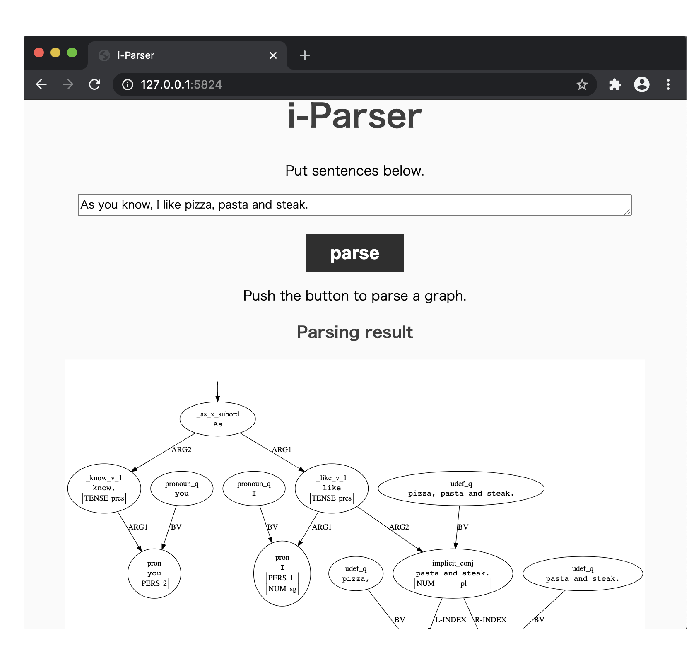 i-Parser
127.0.0.1:5824
i-Parser
Put sentences below.
As you know, I like pizza, pasta and steak.
parse
Push the button to parse a graph.
Parsing result
_as_x_subord
As
ARG2 ARG1
_know_v_1
know,
TENSE pres
pronoun_q
you
pronoun_q
I
_like_v_1
like
TENSE pres
udef_q
pizza, pasta and steak.
ARG1 BV BV ARG1 ARG2 BV
pron
you
PERS 2
pron
I
PERS 1
NUM sg
udef_q
pizza,
implicit_conj
pasta and steak.
NUM pl
udef_q
pasta and steak.
BV L-INDEX R-INDEX BV